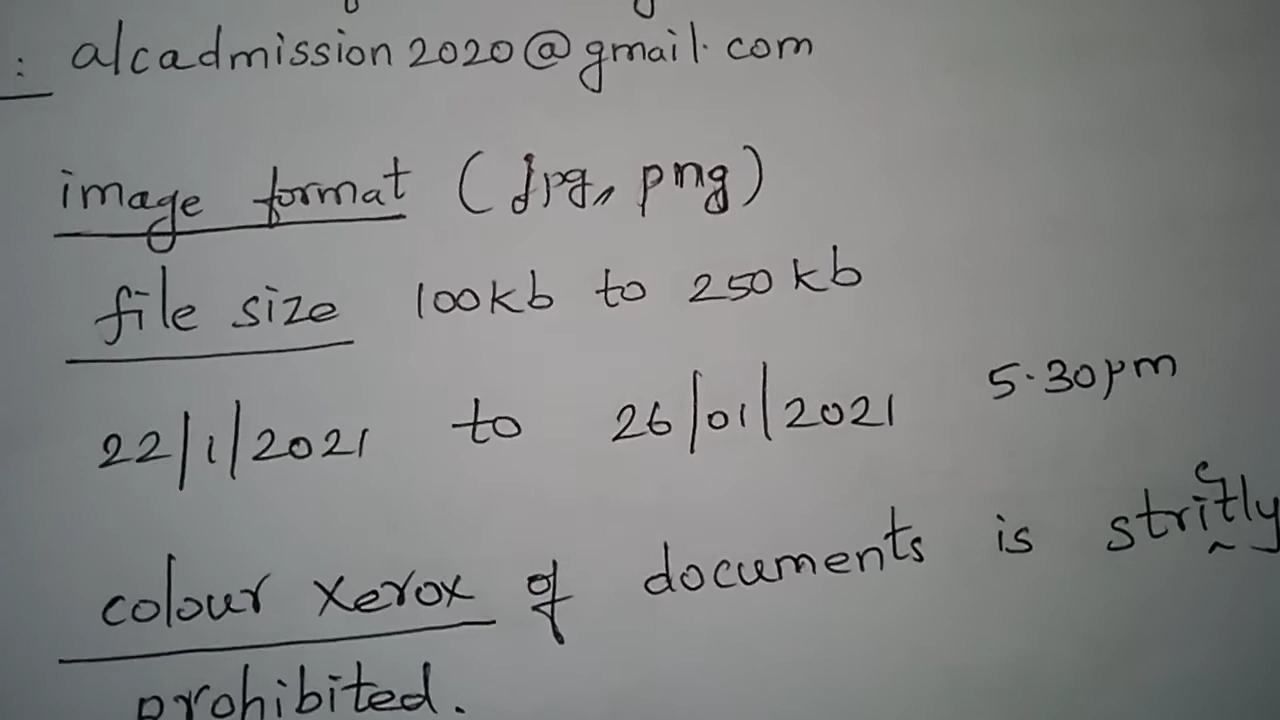 : alcadmission2020@gmail.com
image format (jpg, png)
file size 100kb to 250kb
22/1/2021 to 26/01/2021 5.30pm
colour xerox of documents is strictly
prohibited.